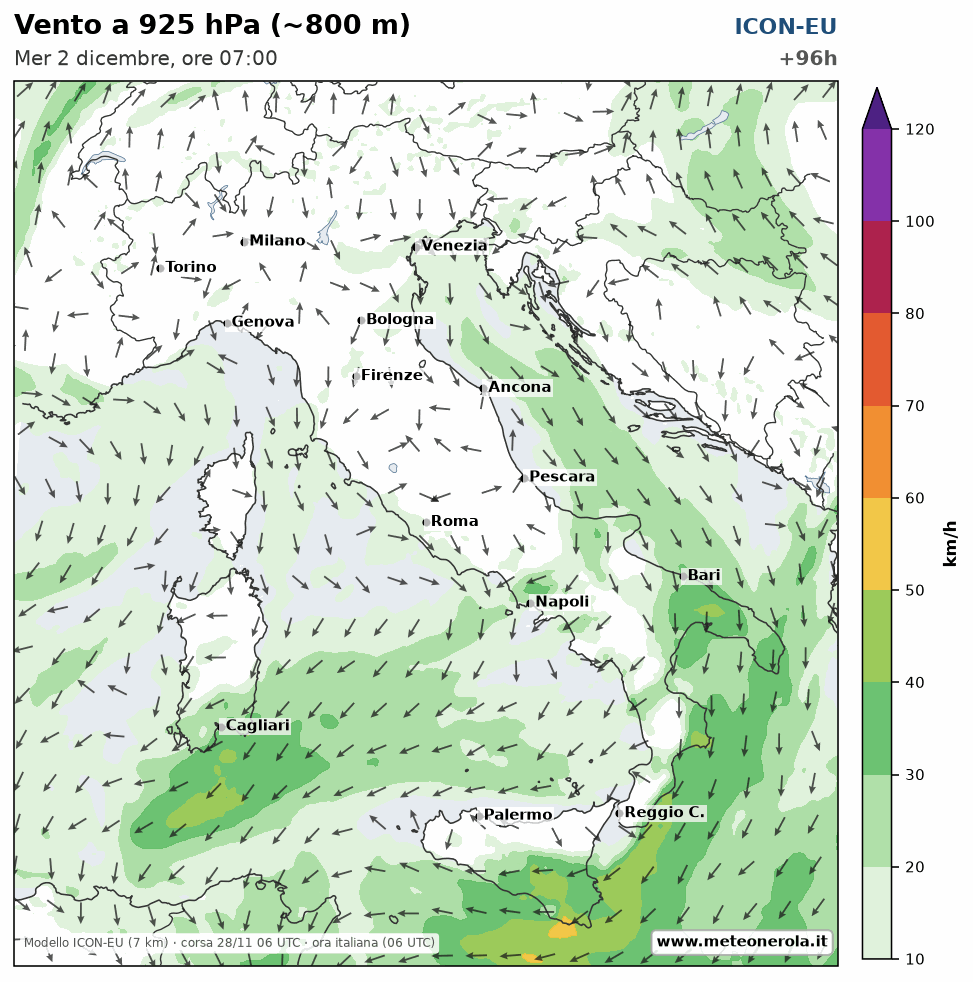 Vento a 925 hPa (~800 m)
ICON-EU
Mer 2 dicembre, ore 07:00
+96h
120
100
80
70
60
50
40
30
20
10
km/h
Milano
Venezia
Torino
Genova
Bologna
Firenze
Ancona
Pescara
Roma
Bari
Napoli
Cagliari
Palermo
Reggio C.
Modello ICON-EU (7 km) · corsa 28/11 06 UTC · ora italiana (06 UTC)
www.meteonerola.it